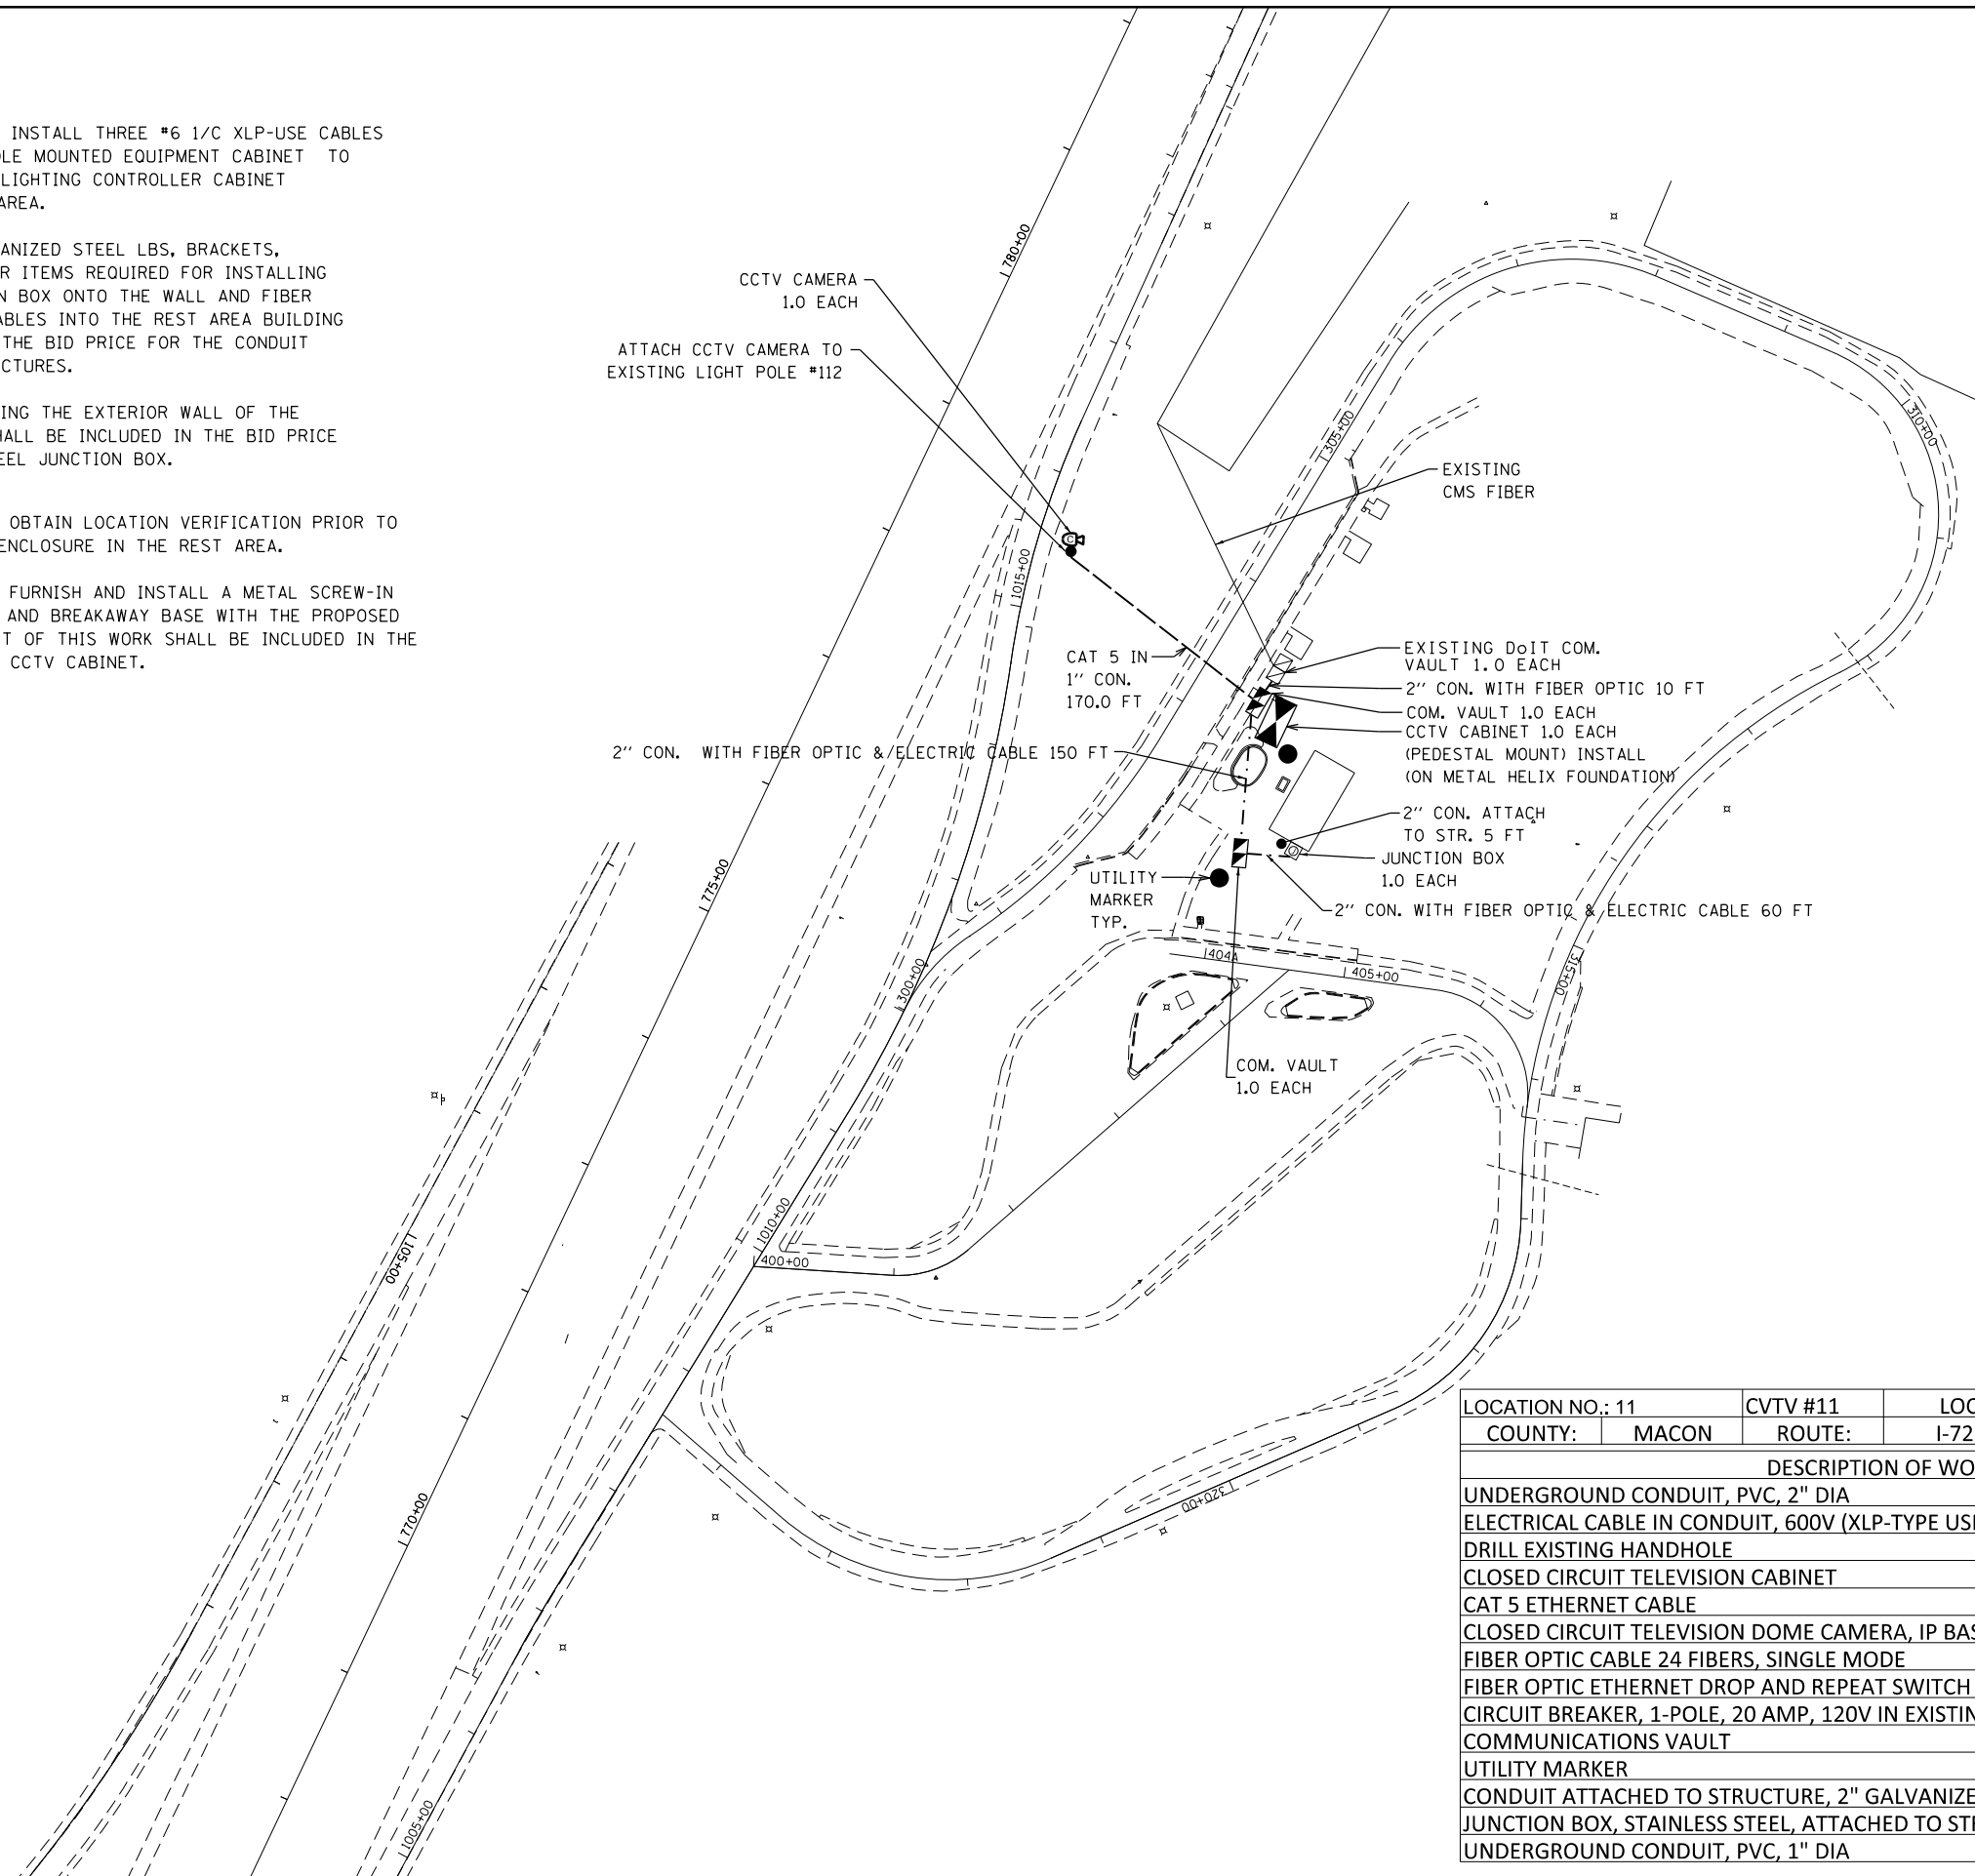 INSTALL THREE #6 1/C XLP-USE CABLES
OLE MOUNTED EQUIPMENT CABINET TO
LIGHTING CONTROLLER CABINET
AREA.
ANIZED STEEL LBS, BRACKETS,
R ITEMS REQUIRED FOR INSTALLING
N BOX ONTO THE WALL AND FIBER
ABLES INTO THE REST AREA BUILDING
THE BID PRICE FOR THE CONDUIT
CTURES.
ING THE EXTERIOR WALL OF THE
HALL BE INCLUDED IN THE BID PRICE
EEL JUNCTION BOX.
OBTAIN LOCATION VERIFICATION PRIOR TO
ENCLOSURE IN THE REST AREA.
FURNISH AND INSTALL A METAL SCREW-IN
AND BREAKAWAY BASE WITH THE PROPOSED
T OF THIS WORK SHALL BE INCLUDED IN THE
CCTV CABINET.
780+00
CCTV CAMERA
1.0 EACH
ATTACH CCTV CAMERA TO
EXISTING LIGHT POLE #112
305+00
310+00
EXISTING
CMS FIBER
C
1015+00
CAT 5 IN
1'' CON.
170.0 FT
EXISTING DoIT COM.
VAULT 1.0 EACH
2'' CON. WITH FIBER OPTIC 10 FT
COM. VAULT 1.0 EACH
CCTV CABINET 1.0 EACH
(PEDESTAL MOUNT) INSTALL
(ON METAL HELIX FOUNDATION)
2'' CON. WITH FIBER OPTIC & ELECTRIC CABLE 150 FT
2'' CON. ATTACH
TO STR. 5 FT
JUNCTION BOX
1.0 EACH
775+00
UTILITY
MARKER
TYP.
2'' CON. WITH FIBER OPTIC & ELECTRIC CABLE 60 FT
404A
405+00
315+00
300+00
COM. VAULT
1.0 EACH
1010+00
400+00
105+00
320+00
770+00
1005+00
LOCATION NO.: 11 CVTV #11 LOC
COUNTY: MACON ROUTE: I-72
DESCRIPTION OF WO
UNDERGROUND CONDUIT, PVC, 2" DIA
ELECTRICAL CABLE IN CONDUIT, 600V (XLP-TYPE USE
DRILL EXISTING HANDHOLE
CLOSED CIRCUIT TELEVISION CABINET
CAT 5 ETHERNET CABLE
CLOSED CIRCUIT TELEVISION DOME CAMERA, IP BAS
FIBER OPTIC CABLE 24 FIBERS, SINGLE MODE
FIBER OPTIC ETHERNET DROP AND REPEAT SWITCH
CIRCUIT BREAKER, 1-POLE, 20 AMP, 120V IN EXISTIN
COMMUNICATIONS VAULT
UTILITY MARKER
CONDUIT ATTACHED TO STRUCTURE, 2" GALVANIZE
JUNCTION BOX, STAINLESS STEEL, ATTACHED TO STR
UNDERGROUND CONDUIT, PVC, 1" DIA